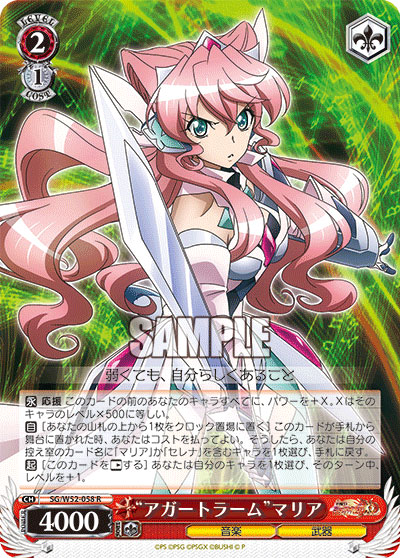 LEVEL
2
1
COST
SAMPLE
弱くても、自分らしくあること
永 応援 このカードの前のあなたのキャラすべてに、パワーを+X。Xはそ
のキャラのレベル×500に等しい。
自 [あなたの山札の上から1枚をクロック置場に置く] このカードが手札から
舞台に置かれた時、あなたはコストを払ってよい。そうしたら、あなたは自分の
控え室のカード名に「マリア」か「セレナ」を含むキャラを1枚選び、手札に戻す。
起 [このカードを する] あなたは自分のキャラを1枚選び、そのターン中、
レベルを+1。
CH SG/W52-058 R
4000
“アガートラーム”マリア
音楽 武器
©PS ©PSG ©PSGX ©BUSHI © P